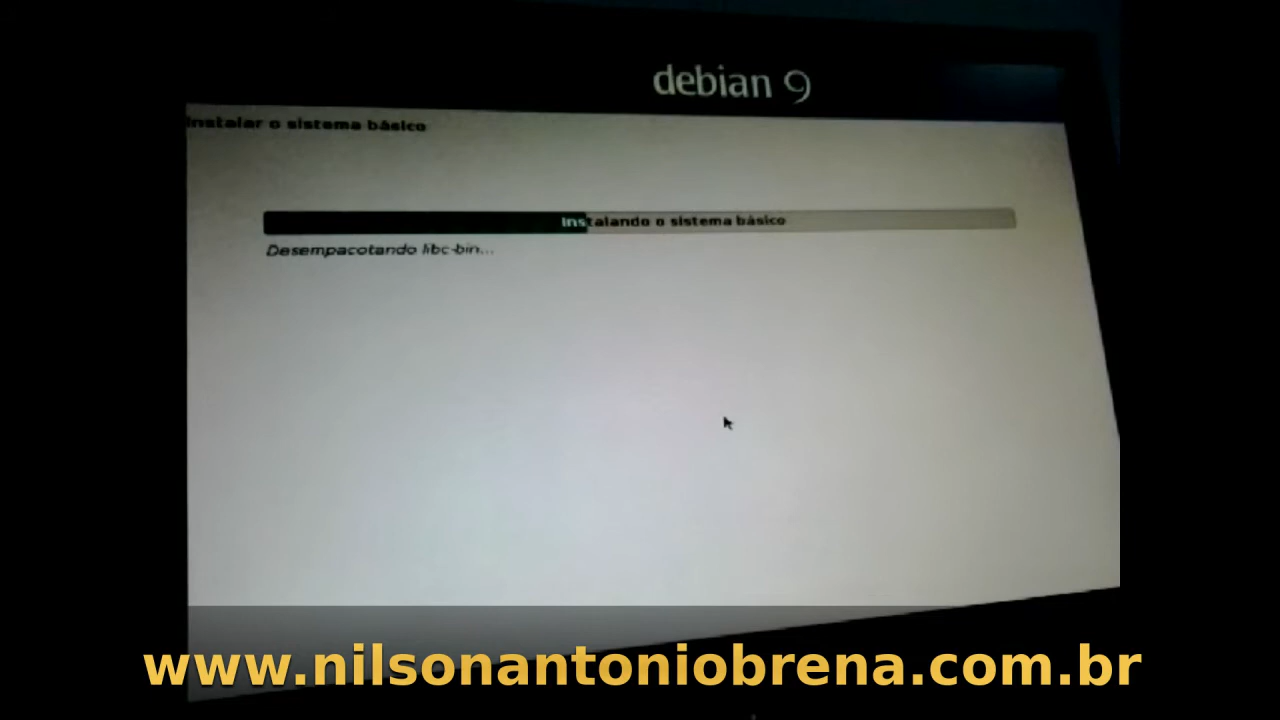 debian 9
Instalar o sistema básico
Instalando o sistema básico
Desempacotando libc-bin...
www.nilsonantoniobrena.com.br